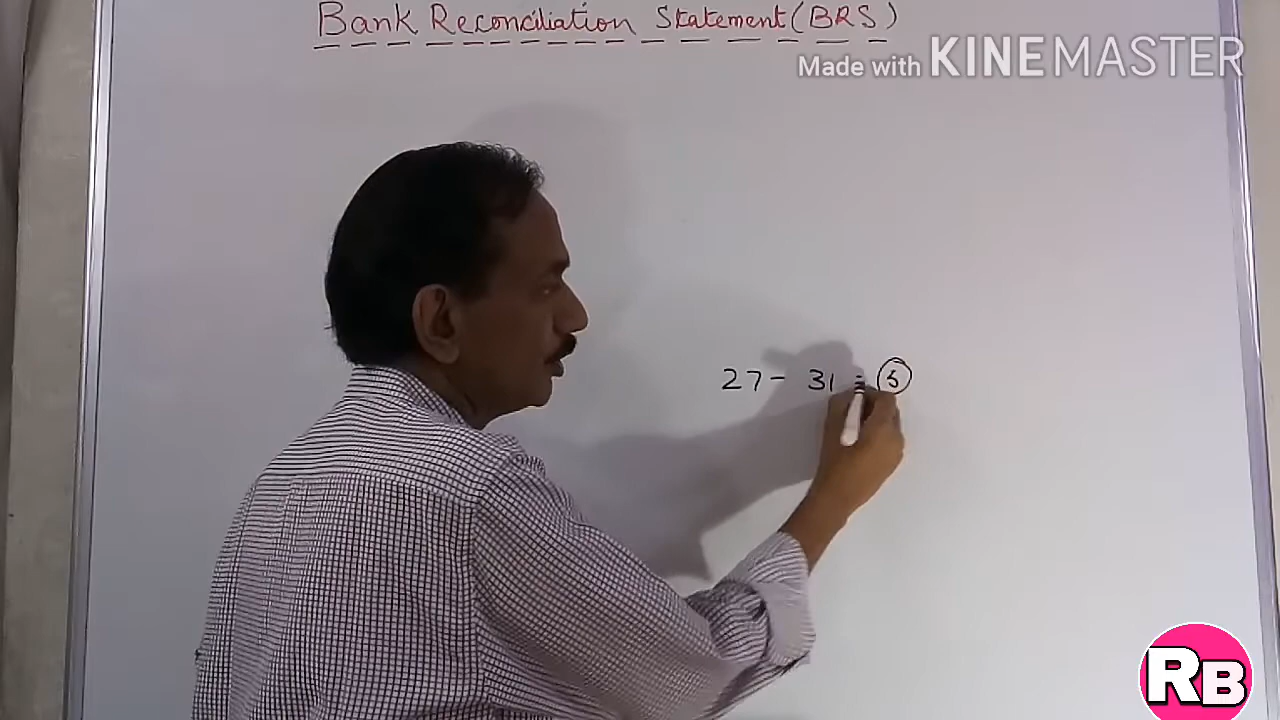 Bank Reconciliation Statement (BRS)
Made with KINEMASTER
27 - 31 = 5
RB